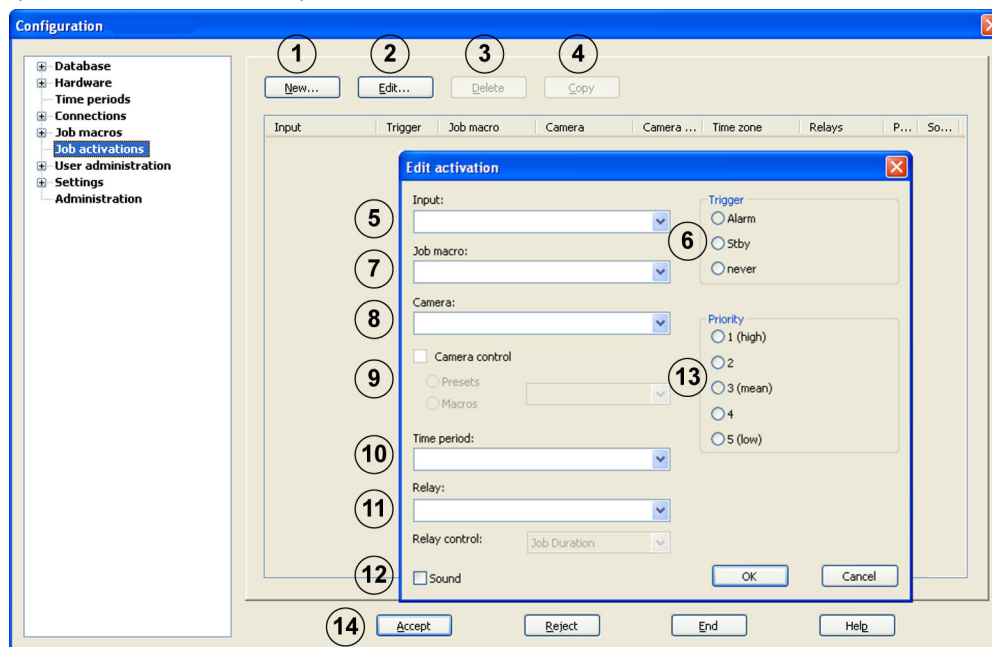 Configuration
1 2 3 4
Database
Hardware
Time periods
Connections
Job macros
Job activations
User administration
Settings
Administration
New... Edit... Delete Copy
Input Trigger Job macro Camera Camera ... Time zone Relays P... So...
Edit activation
5 Input:
6 Trigger
Alarm
Stby
never
7 Job macro:
8 Camera:
9 Camera control
Presets
Macros
10 Time period:
11 Relay:
Relay control: Job Duration
12 Sound
13 Priority
1 (high)
2
3 (mean)
4
5 (low)
OK Cancel
14 Accept Reject End Help